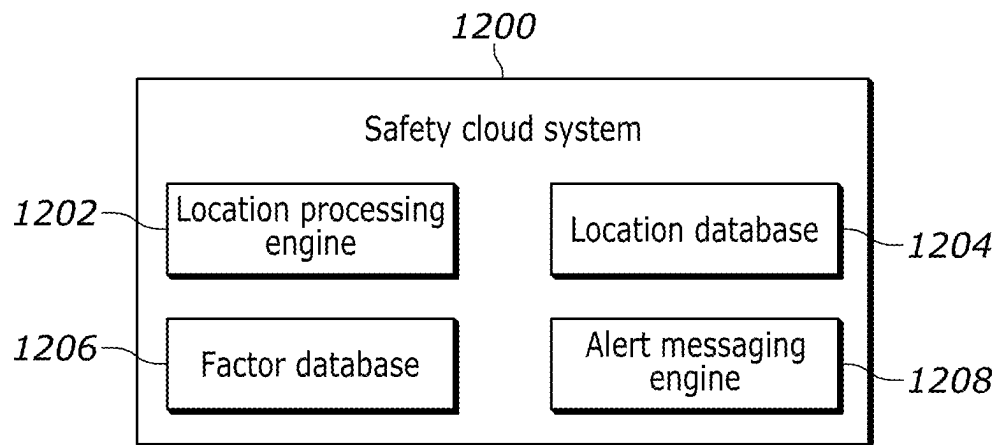 1200
Safety cloud system
1202
Location processing
engine
Location database
1204
1206
Factor database
Alert messaging
engine
1208